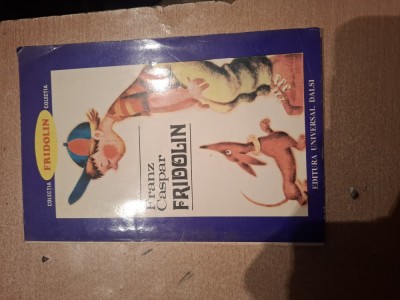 COLECȚIA FRIDOLIN COLECȚIA
Franz
Caspar
FRIDOLIN
EDITURA UNIVERSAL DALSI